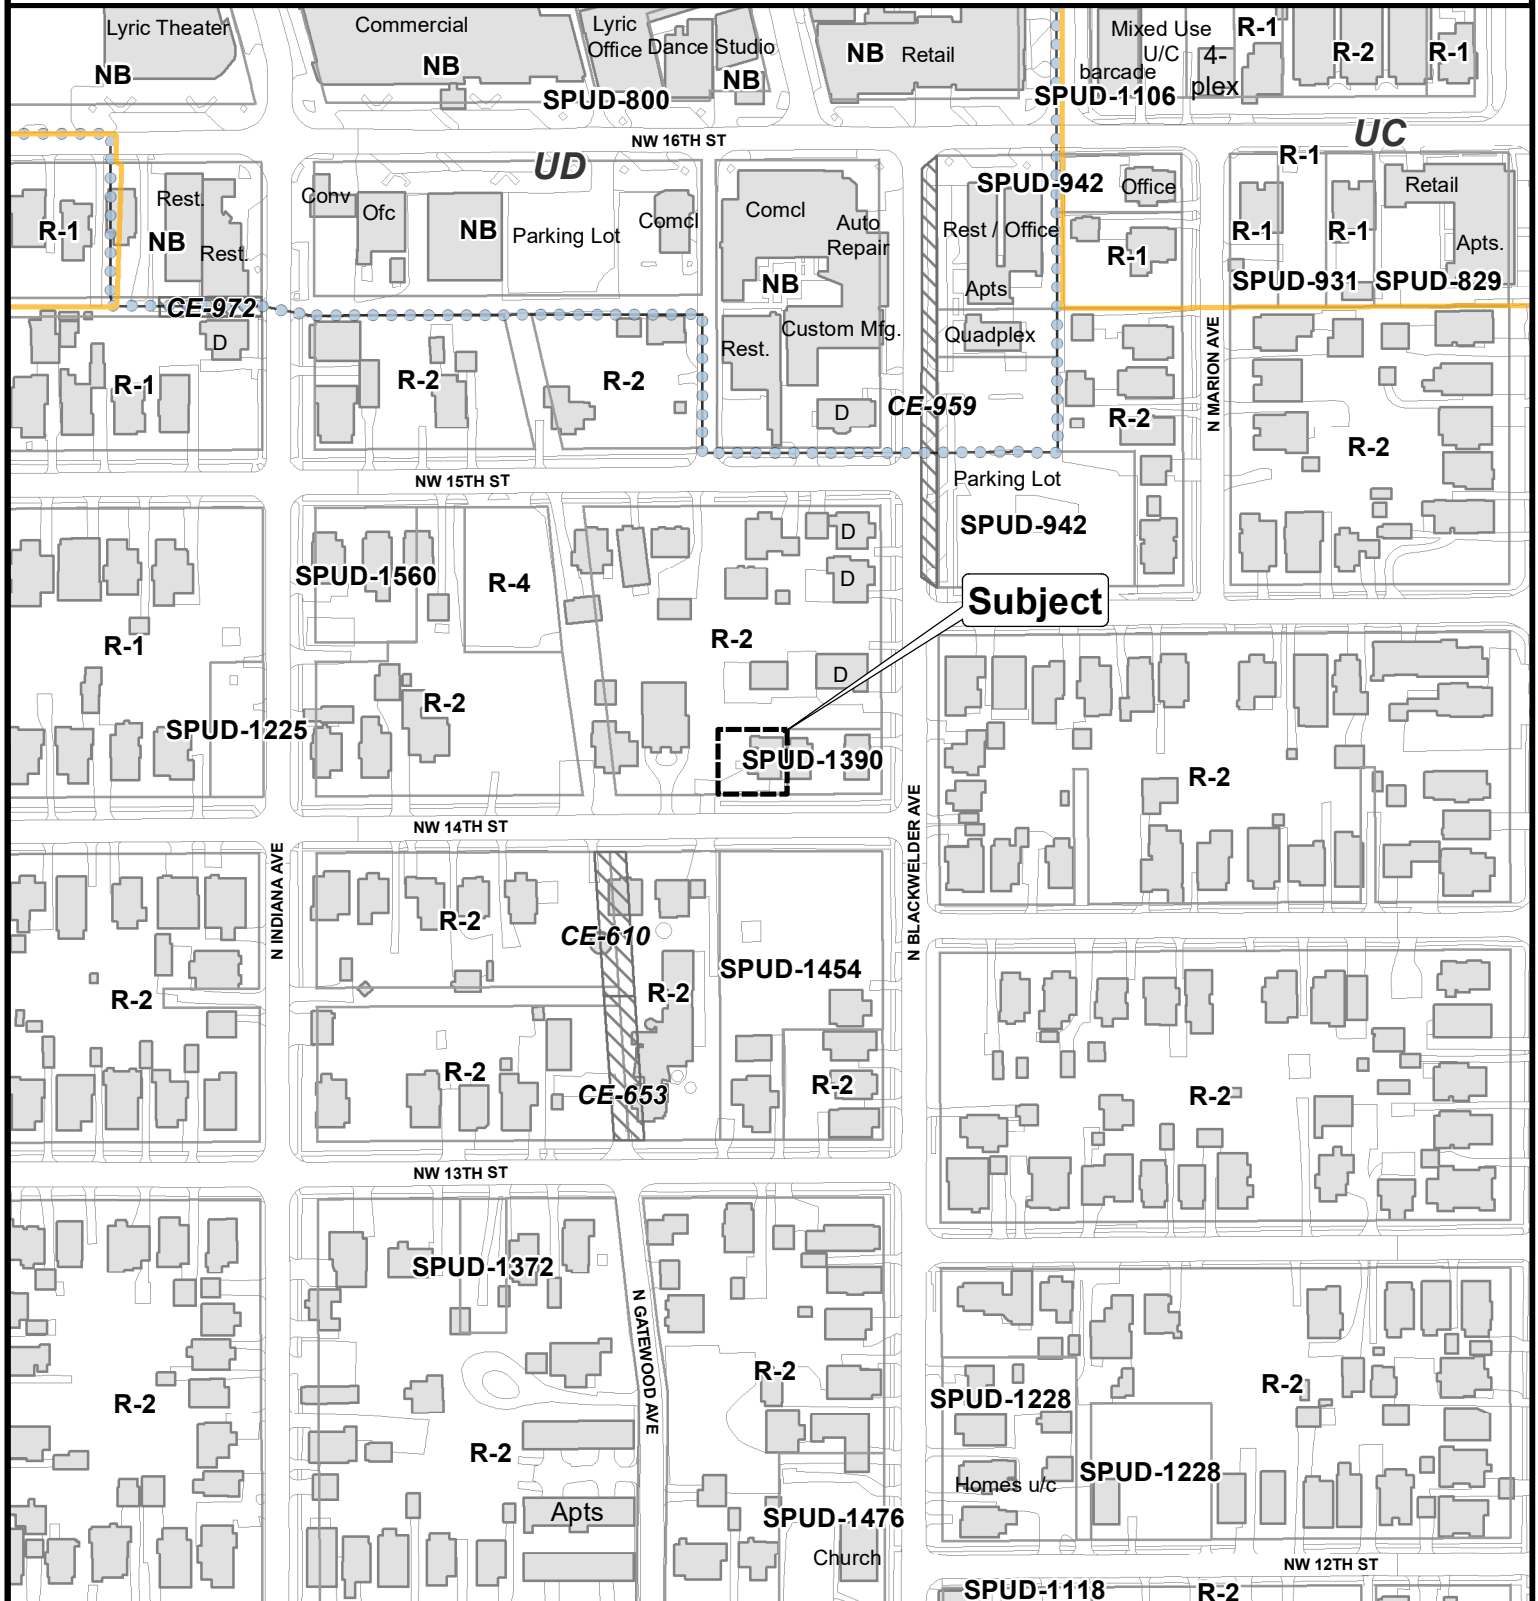 Lyric Theater
Commercial
Lyric
Office
Dance Studio
NB
NB
NB
NB
Retail
SPUD-800
Mixed Use
U/C
barcade
4-
plex
R-1
R-2
R-1
SPUD-1106
NW 16TH ST
UD
UC
R-1
R-1
Rest.
NB
Rest.
Conv
Ofc
NB
Parking Lot
Comcl
Comcl
Auto
Repair
NB
Custom Mfg.
Rest.
D
SPUD-942
Rest / Office
Apts
Quadplex
Office
R-1
R-1
R-1
Retail
Apts.
SPUD-931
SPUD-829
CE-972
D
R-1
R-2
R-2
CE-959
R-2
N MARION AVE
R-2
NW 15TH ST
Parking Lot
SPUD-942
SPUD-1560
R-4
D
D
R-1
R-2
Subject
D
R-2
SPUD-1225
SPUD-1390
R-2
NW 14TH ST
N INDIANA AVE
N BLACKWELDER AVE
R-2
CE-610
SPUD-1454
R-2
R-2
R-2
CE-653
R-2
R-2
NW 13TH ST
SPUD-1372
N GATEWOOD AVE
R-2
R-2
R-2
SPUD-1228
R-2
R-2
Homes u/c
SPUD-1228
Apts
SPUD-1476
Church
NW 12TH ST
SPUD-1118
R-2